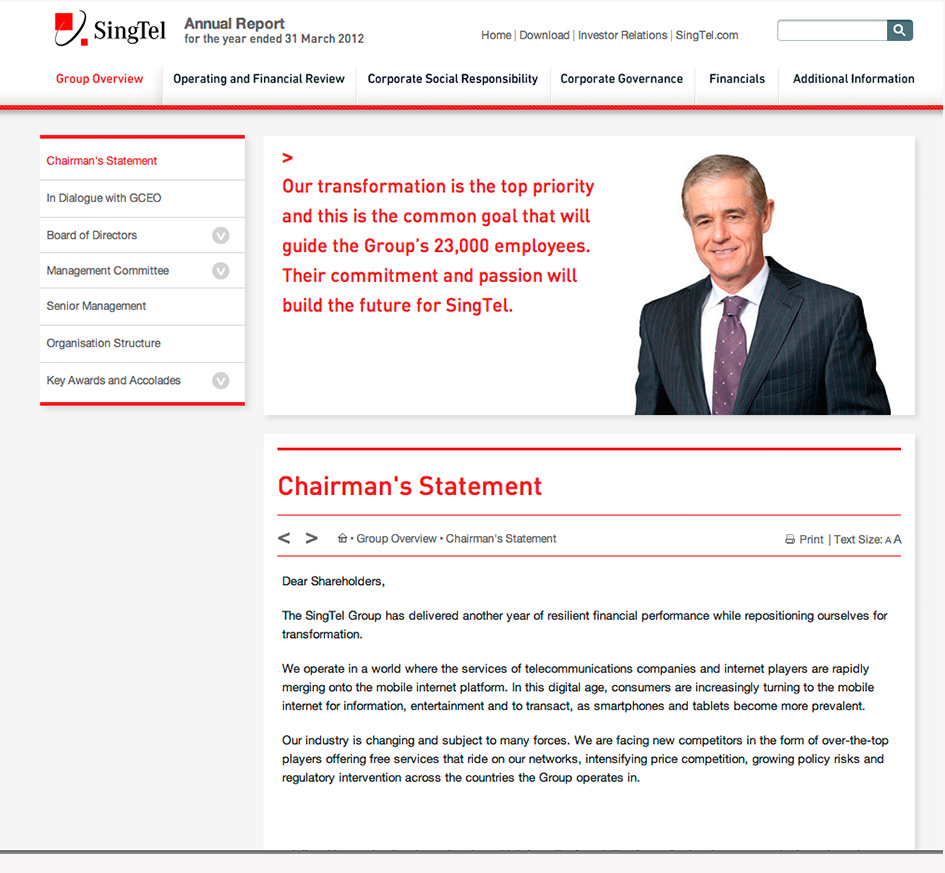 SingTel
Annual Report
for the year ended 31 March 2012
Home | Download | Investor Relations | SingTel.com
Group Overview
Operating and Financial Review
Corporate Social Responsibility
Corporate Governance
Financials
Additional Information
Chairman's Statement
In Dialogue with GCEO
Board of Directors
Management Committee
Senior Management
Organisation Structure
Key Awards and Accolades
>
Our transformation is the top priority
and this is the common goal that will
guide the Group's 23,000 employees.
Their commitment and passion will
build the future for SingTel.
Chairman's Statement
< >
• Group Overview • Chairman's Statement
Print | Text Size: A A
Dear Shareholders,
The SingTel Group has delivered another year of resilient financial performance while repositioning ourselves for
transformation.
We operate in a world where the services of telecommunications companies and internet players are rapidly
merging onto the mobile internet platform. In this digital age, consumers are increasingly turning to the mobile
internet for information, entertainment and to transact, as smartphones and tablets become more prevalent.
Our industry is changing and subject to many forces. We are facing new competitors in the form of over-the-top
players offering free services that ride on our networks, intensifying price competition, growing policy risks and
regulatory intervention across the countries the Group operates in.